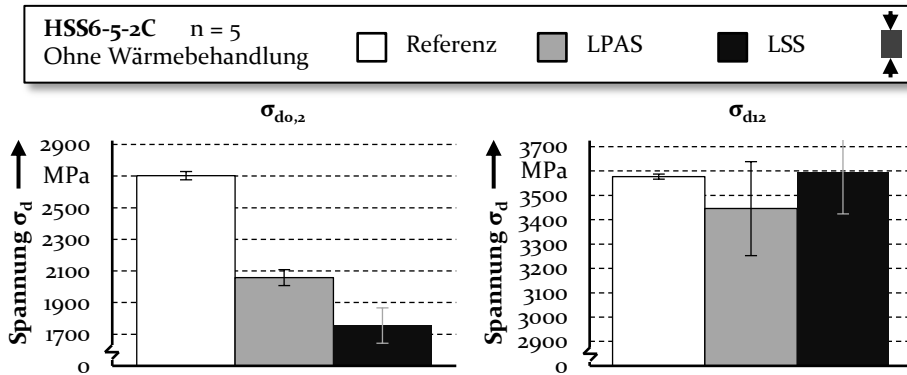 HSS6-5-2C n = 5
Ohne Wärmebehandlung
Referenz LPAS LSS
σd0,2
Spannung σd
2900
MPa
2500
2300
2100
1900
1700
0
σd12
Spannung σd
3700
MPa
3500
3400
3300
3200
3100
3000
2900
0